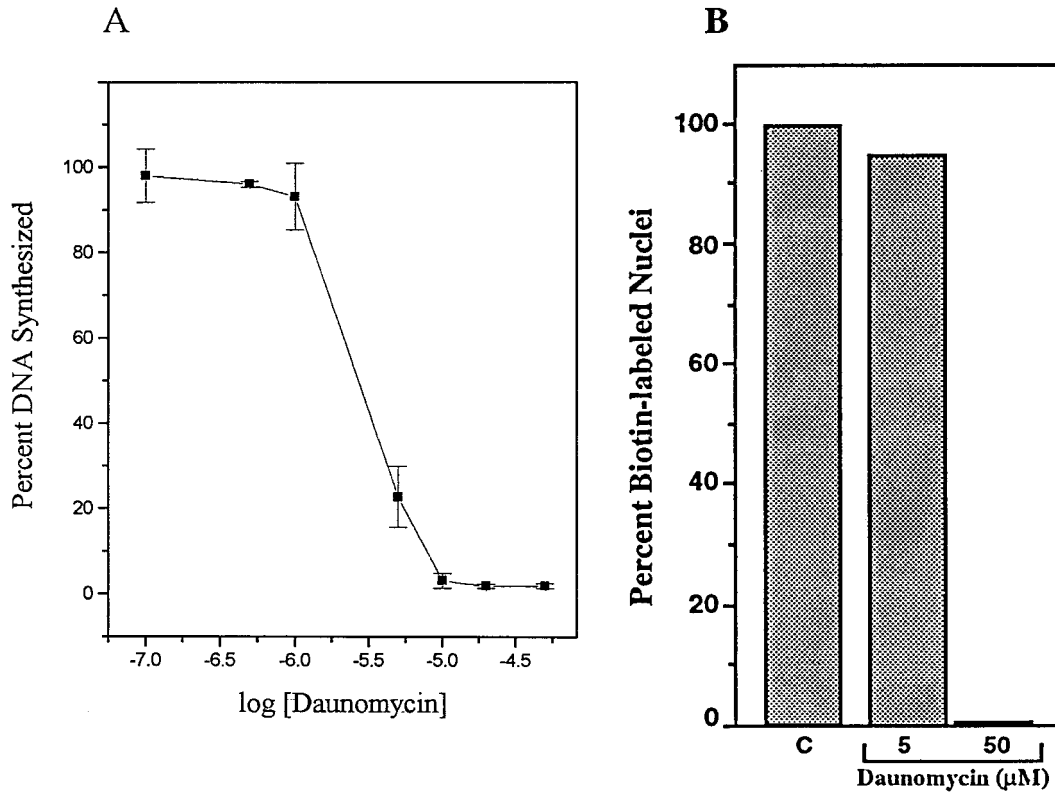 A
Percent DNA Synthesized
100
80
60
40
20
0
-7.0
-6.5
-6.0
-5.5
-5.0
-4.5
log [Daunomycin]
B
Percent Biotin-labeled Nuclei
100
80
60
40
20
0
C
5
50
Daunomycin (µM)